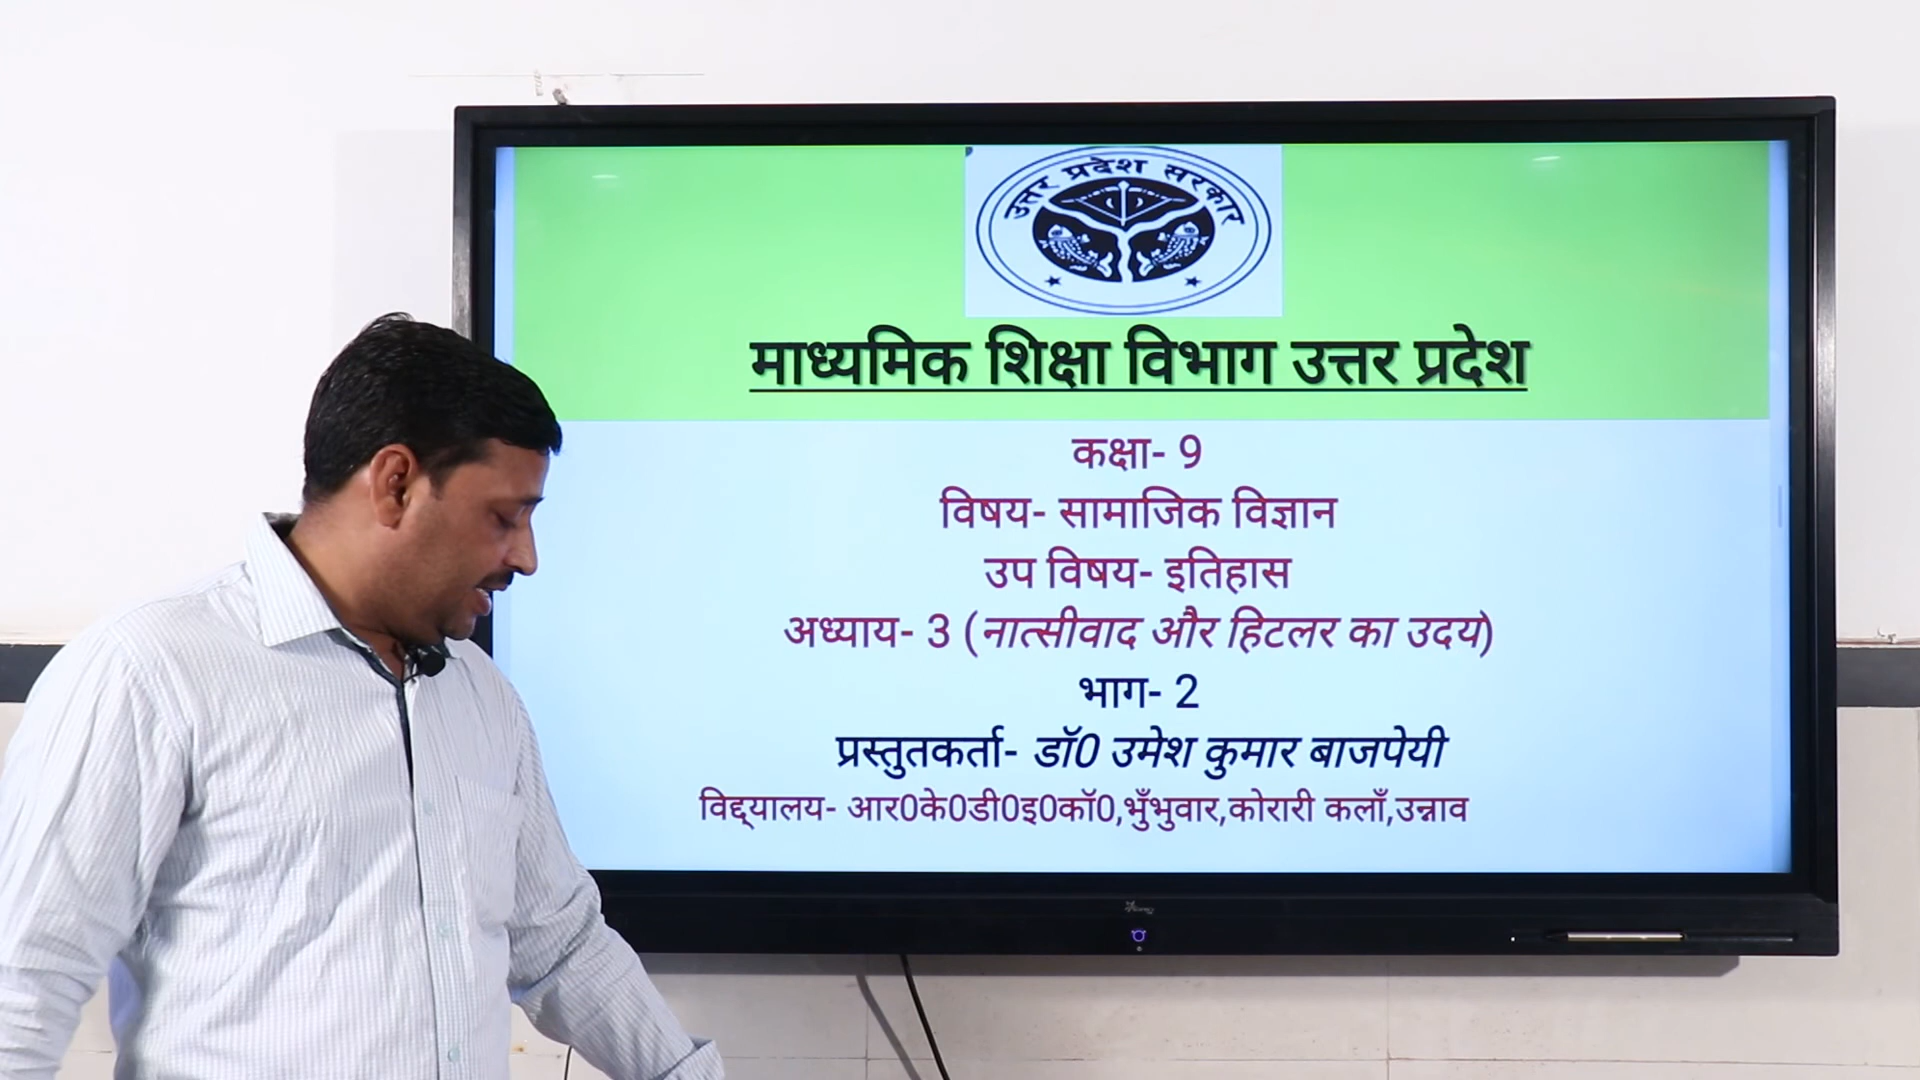 उत्तर प्रदेश सरकार
माध्यमिक शिक्षा विभाग उत्तर प्रदेश
कक्षा- 9
विषय- सामाजिक विज्ञान
उप विषय- इतिहास
अध्याय- 3 (नात्सीवाद और हिटलर का उदय)
भाग- 2
प्रस्तुतकर्ता- डॉ0 उमेश कुमार बाजपेयी
विद्द्यालय- आर0के0डी0इ0कॉ0,भुँभुवार,कोरारी कलाँ,उन्नाव